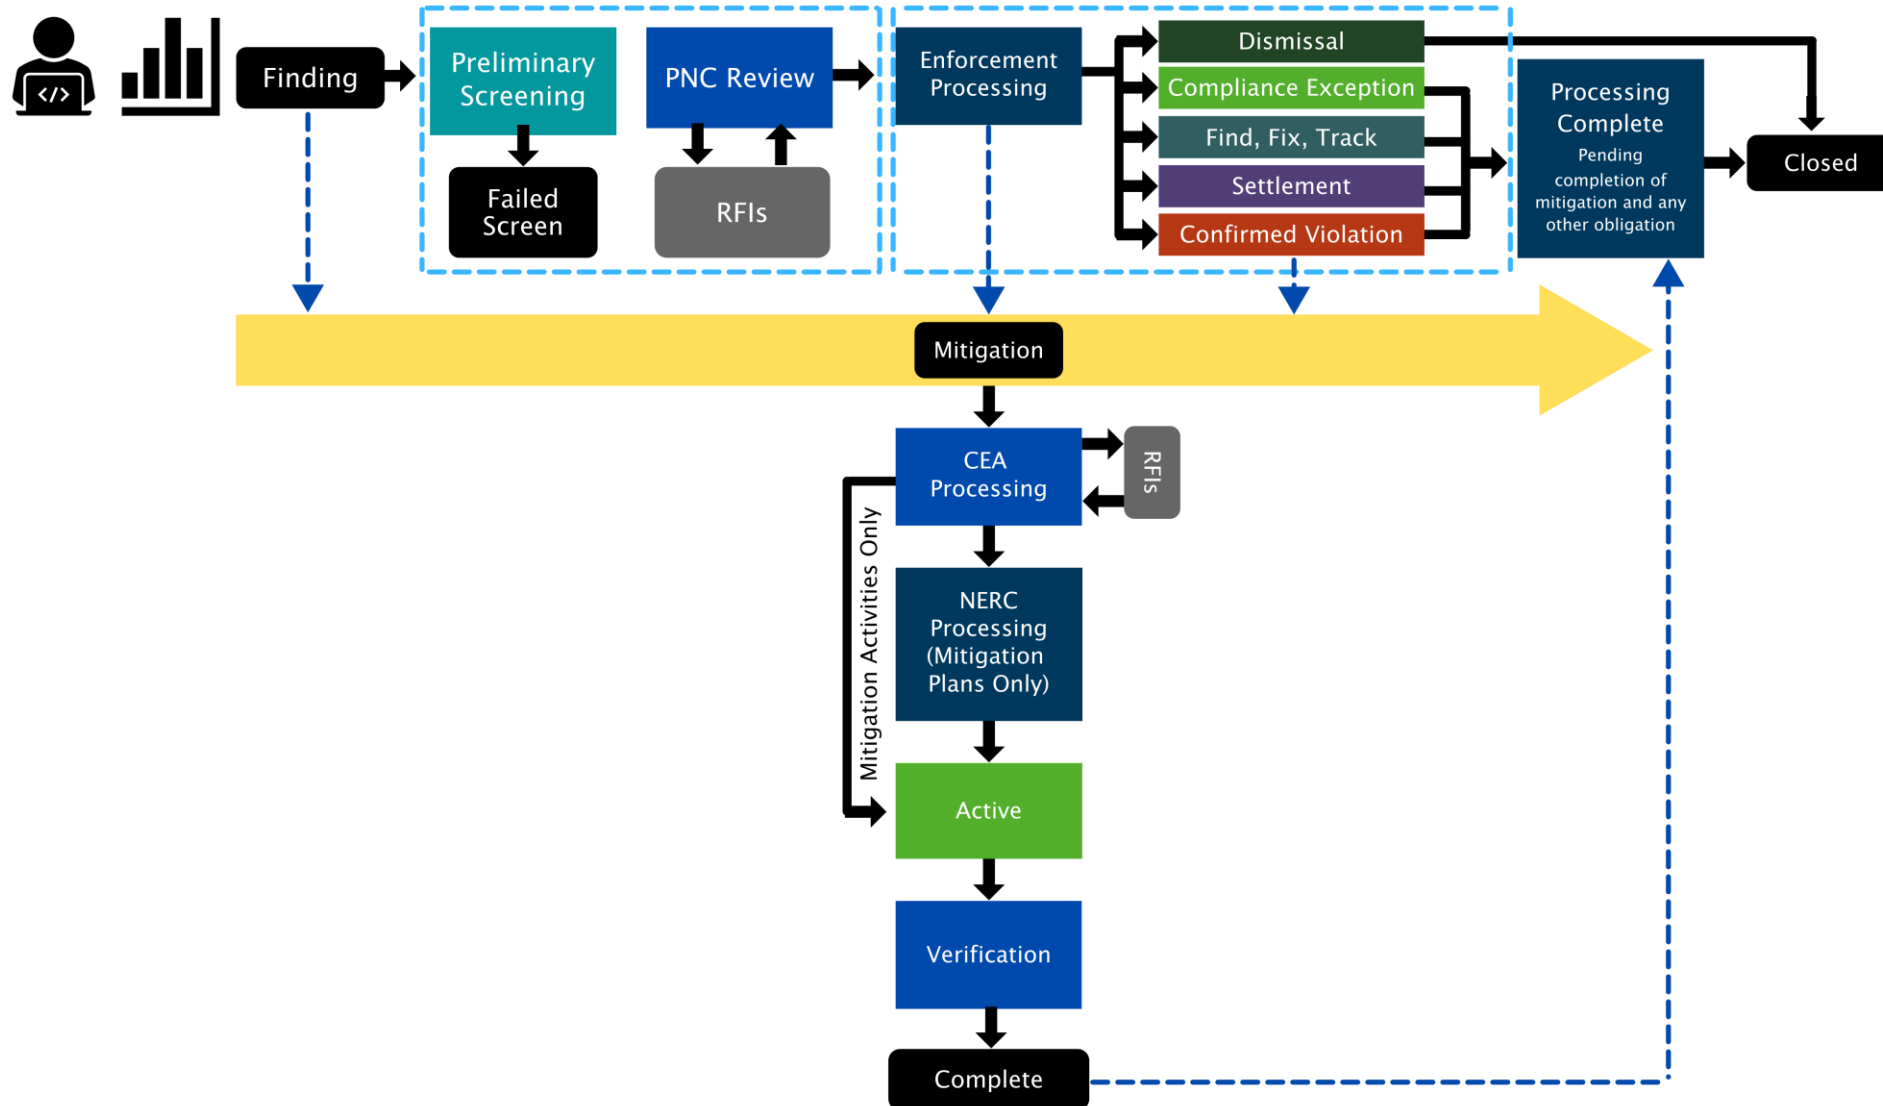 </>
Finding
Preliminary
Screening
Failed
Screen
PNC Review
RFIs
Enforcement
Processing
Dismissal
Compliance Exception
Find, Fix, Track
Settlement
Confirmed Violation
Processing
Complete
Pending
completion of
mitigation and any
other obligation
Closed
Mitigation
CEA
Processing
RFIs
Mitigation Activities Only
NERC
Processing
(Mitigation
Plans Only)
Active
Verification
Complete